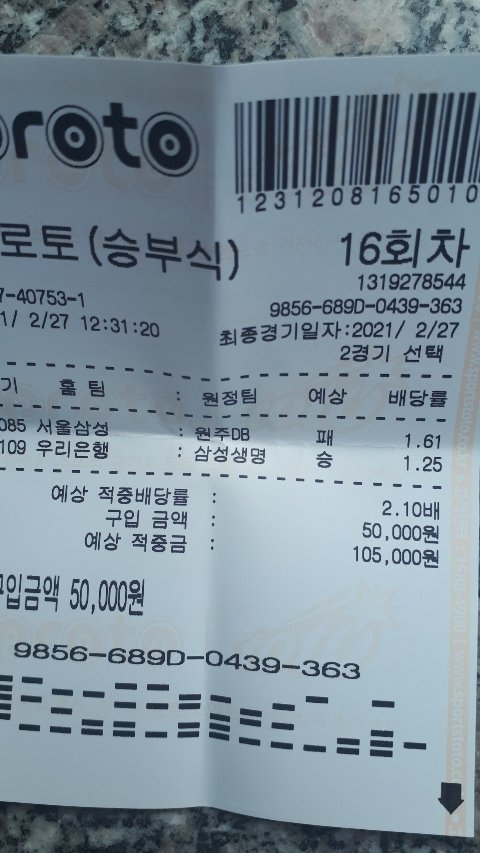 proto
1231208165010
로토(승부식) 16회차
1319278544
7-40753-1 9856-689D-0439-363
1/ 2/27 12:31:20 최종경기일자:2021/ 2/27
2경기 선택
기 홈팀 : 원정팀 예상 배당률
085 서울삼성 : 원주DB 패 1.61
109 우리은행 : 삼성생명 승 1.25
예상 적중배당률 : 2.10배
구입 금액 : 50,000원
예상 적중금 : 105,000원
구입금액 50,000원
9856-689D-0439-363